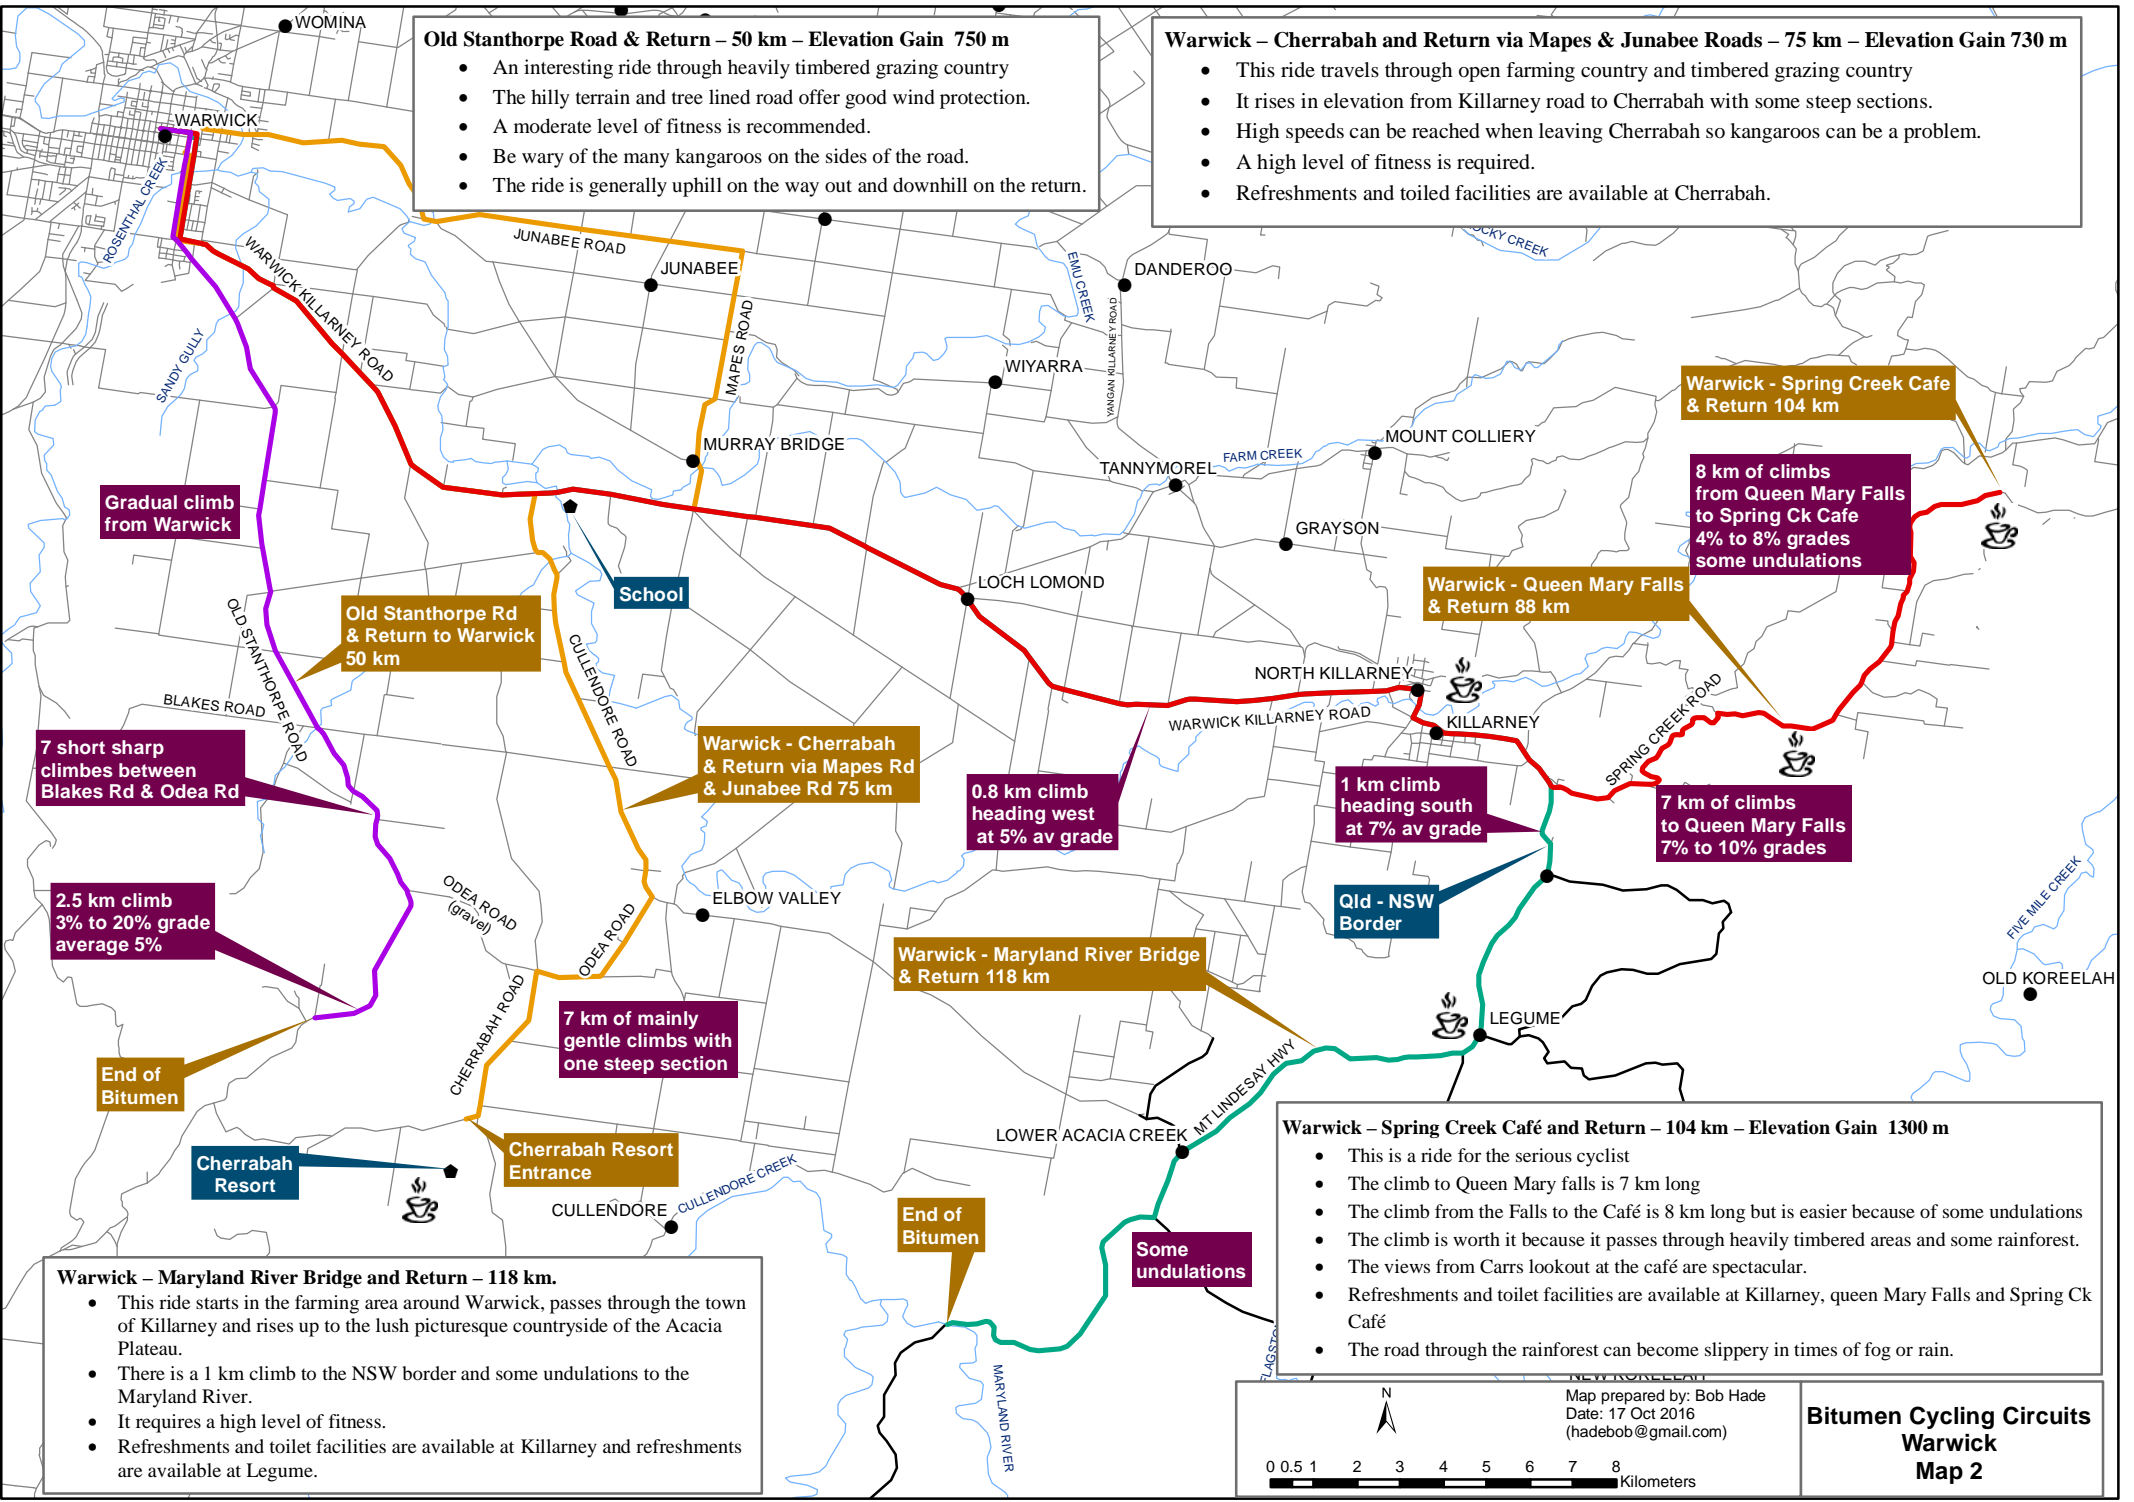 WOMINA
Old Stanthorpe Road & Return – 50 km – Elevation Gain 750 m
• An interesting ride through heavily timbered grazing country
• The hilly terrain and tree lined road offer good wind protection.
• A moderate level of fitness is recommended.
• Be wary of the many kangaroos on the sides of the road.
• The ride is generally uphill on the way out and downhill on the return.
Warwick – Cherrabah and Return via Mapes & Junabee Roads – 75 km – Elevation Gain 730 m
• This ride travels through open farming country and timbered grazing country
• It rises in elevation from Killarney road to Cherrabah with some steep sections.
• High speeds can be reached when leaving Cherrabah so kangaroos can be a problem.
• A high level of fitness is required.
• Refreshments and toiled facilities are available at Cherrabah.
WARWICK
ROSENTHAL CREEK
WARWICK KILLARNEY ROAD
SANDY GULLY
JUNABEE ROAD
JUNABEE
MAPES ROAD
EMU CREEK
DANDEROO
YANGAN KILLARNEY ROAD
OCKY CREEK
WIYARRA
MURRAY BRIDGE
TANNYMOREL
FARM CREEK
MOUNT COLLIERY
GRAYSON
Warwick - Spring Creek Cafe
& Return 104 km
8 km of climbs
from Queen Mary Falls
to Spring Ck Cafe
4% to 8% grades
some undulations
Gradual climb
from Warwick
School
LOCH LOMOND
Warwick - Queen Mary Falls
& Return 88 km
Old Stanthorpe Rd
& Return to Warwick
50 km
OLD STANTHORPE ROAD
CULLENDORE ROAD
BLAKES ROAD
NORTH KILLARNEY
WARWICK KILLARNEY ROAD
KILLARNEY
SPRING CREEK ROAD
7 short sharp
climbes between
Blakes Rd & Odea Rd
Warwick - Cherrabah
& Return via Mapes Rd
& Junabee Rd 75 km
0.8 km climb
heading west
at 5% av grade
1 km climb
heading south
at 7% av grade
7 km of climbs
to Queen Mary Falls
7% to 10% grades
2.5 km climb
3% to 20% grade
average 5%
ODEA ROAD
(gravel)
ODEA ROAD
ELBOW VALLEY
Qld - NSW
Border
FIVE MILE CREEK
OLD KOREELAH
Warwick - Maryland River Bridge
& Return 118 km
CHERRABAH ROAD
7 km of mainly
gentle climbs with
one steep section
LEGUME
MT LINDESAY HWY
End of
Bitumen
LOWER ACACIA CREEK
Cherrabah
Resort
Cherrabah Resort
Entrance
CULLENDORE
CULLENDORE CREEK
End of
Bitumen
Some
undulations
Warwick – Spring Creek Café and Return – 104 km – Elevation Gain 1300 m
• This is a ride for the serious cyclist
• The climb to Queen Mary falls is 7 km long
• The climb from the Falls to the Café is 8 km long but is easier because of some undulations
• The climb is worth it because it passes through heavily timbered areas and some rainforest.
• The views from Carrs lookout at the café are spectacular.
• Refreshments and toilet facilities are available at Killarney, queen Mary Falls and Spring Ck
Café
• The road through the rainforest can become slippery in times of fog or rain.
Warwick – Maryland River Bridge and Return – 118 km.
• This ride starts in the farming area around Warwick, passes through the town
of Killarney and rises up to the lush picturesque countryside of the Acacia
Plateau.
• There is a 1 km climb to the NSW border and some undulations to the
Maryland River.
• It requires a high level of fitness.
• Refreshments and toilet facilities are available at Killarney and refreshments
are available at Legume.
MARYLAND RIVER
N
0 0.5 1 2 3 4 5 6 7 8
Kilometers
Map prepared by: Bob Hade
Date: 17 Oct 2016
(hadebob@gmail.com)
Bitumen Cycling Circuits
Warwick
Map 2